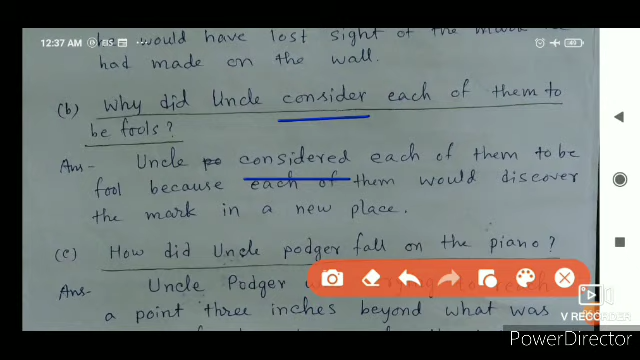 12:37 AM
he would have lost sight of the mark he
had made on the wall.
(b) Why did Uncle consider each of them to
be fools?
Ans- Uncle considered each of them to be
fool because each of them would discover
the mark in a new place.
(c) How did Uncle podger fall on the piano?
Ans- Uncle Podger
a point three inches beyond what was
V RECORDER
PowerDirector